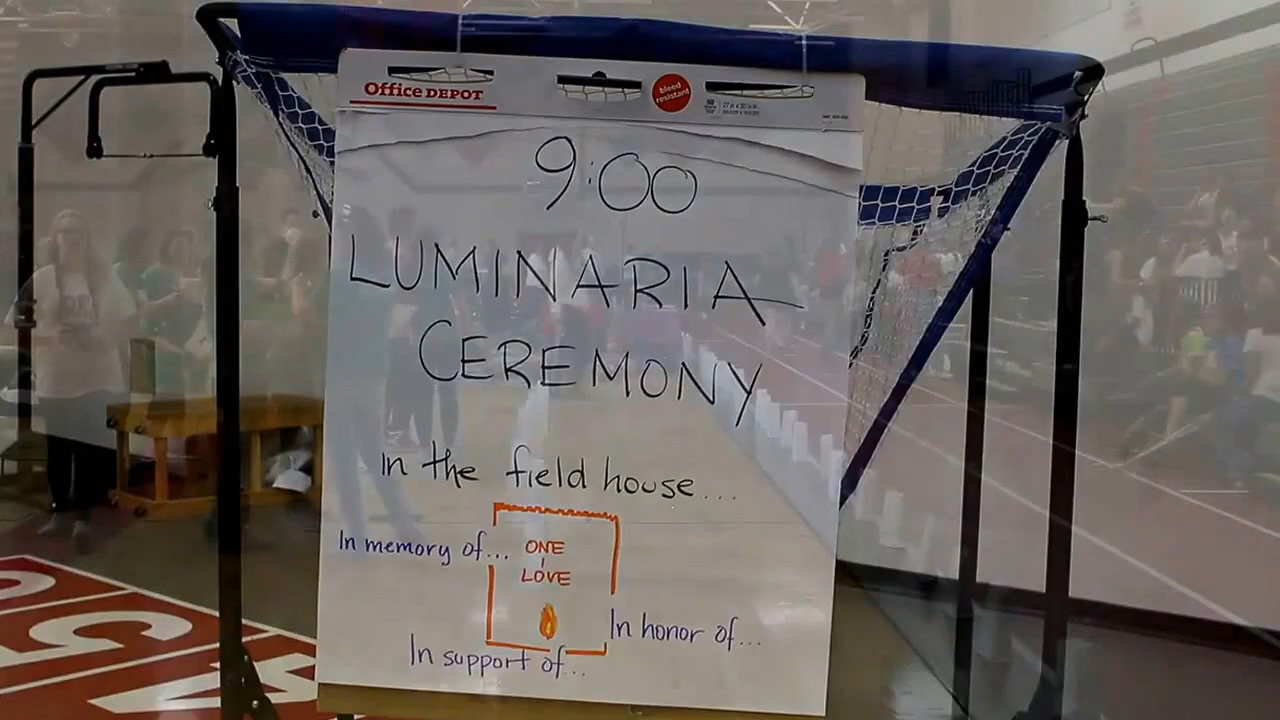 Office DEPOT
bleed
resistant
50
9:00
LUMINARIA
CEREMONY
in the field house...
In memory of...
ONE
LOVE
In honor of...
In support of...